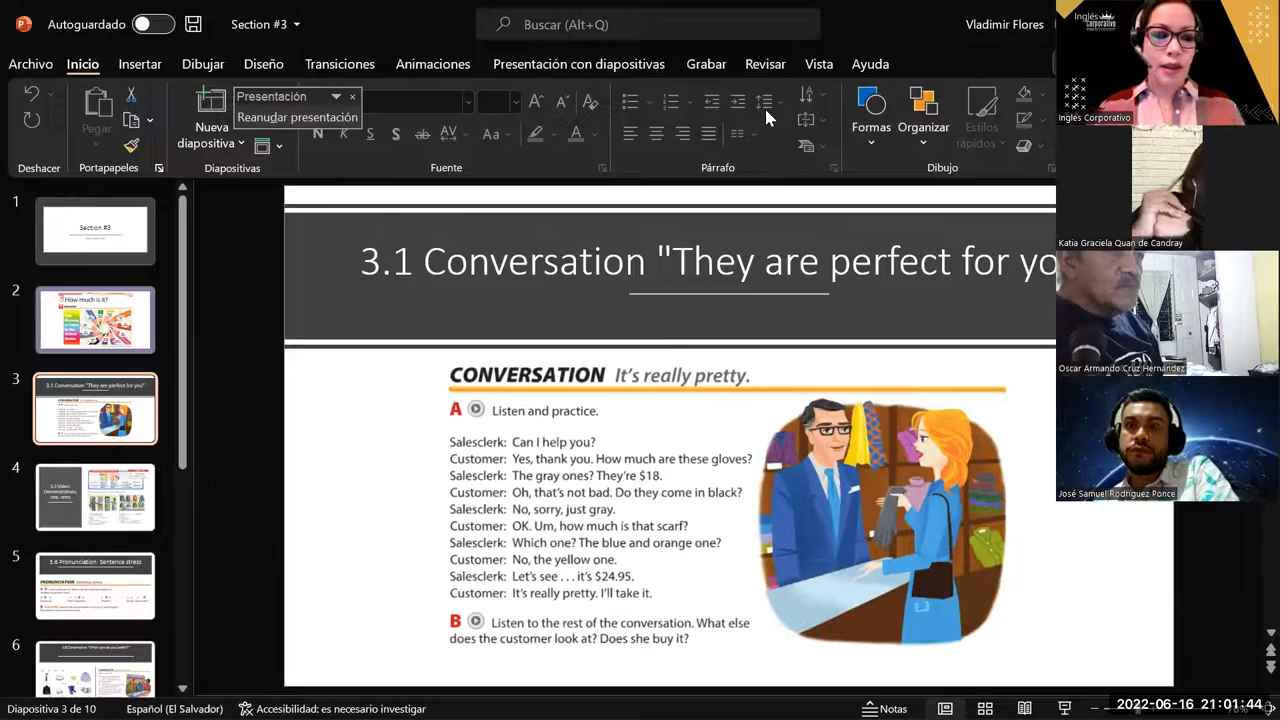 Autoguardado
Section #3
Buscar (Alt+Q)
Vladimir Flores
Archivo
Inicio
Insertar
Dibujar
Diseño
Transiciones
Animaciones
Presentación con diapositivas
Grabar
Revisar
Vista
Ayuda
Pegar
Nueva
diapositiva
Presentación
Reanudar presentación
Formas
Organizar
Estilos
rápidos
Deshacer
Portapapeles
Diapositivas
Fuente
Párrafo
Dibujo
Inglés
Corporativo
Inglés Corporativo
Katia Graciela Quan de Candray
Oscar Armando Cruz Hernández
José Samuel Rodríguez Ponce
1
Section #3
2
How much is it?
3
3.1 Conversation "They are perfect for you"
4
3.3 Video:
Demonstratives,
one, ones
5
3.6 Pronunciation: Sentence stress
6
3.1 Conversation "They are perfect for yo
CONVERSATION It's really pretty.
A Listen and practice.
Salesclerk: Can I help you?
Customer: Yes, thank you. How much are these gloves?
Salesclerk: The gray ones? They're $18.
Customer: Oh, that's not bad. Do they come in black?
Salesclerk: No, sorry, just gray.
Customer: OK. Um, how much is that scarf?
Salesclerk: Which one? The blue and orange one?
Customer: No, the yellow one.
Salesclerk: Let's see . . . it's $24.95.
Customer: It's really pretty. I'll take it.
B Listen to the rest of the conversation. What else
does the customer look at? Does she buy it?
Diapositiva 3 de 10
Español (El Salvador)
Accesibilidad: es necesario investigar
Notas
2022-06-16 21:01:44